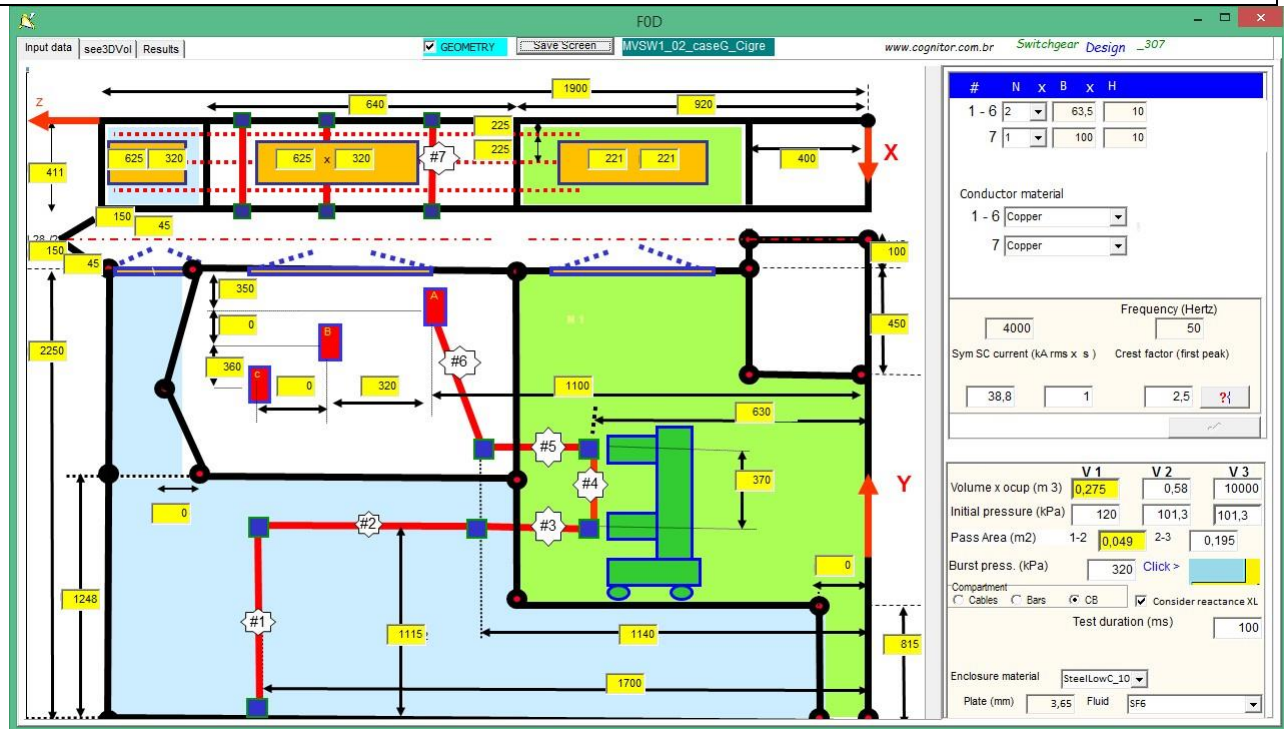 F0D
Input data see3DVol Results
GEOMETRY Save Screen MVSW1_02_caseG_Cigre www.cognitor.com.br Switchgear Design _307
1900
Z 640 920
225
625 320 625 x 320 #7 225 221 221 400 X
411
150
45
150
45
100
350
A
0 B 450
2250
360 C 0 320 #6
1100
630
#5
#4 370 Y
0
#2 #3
0
1248
#1 1115 1140 815
1700
# N x B x H
1 - 6 2 63,5 10
7 1 100 10
Conductor material
1 - 6 Copper
7 Copper
Frequency (Hertz)
4000 50
Sym SC current (kA rms x s ) Crest factor (first peak)
38,8 1 2,5 ?
V 1 V 2 V 3
Volume x ocup (m 3) 0,275 0,58 10000
Initial pressure (kPa) 120 101,3 101,3
Pass Area (m2) 1-2 0,049 2-3 0,195
Burst press. (kPa) 320 Click >
Compartment
Cables Bars CB Consider reactance XL
Test duration (ms) 100
Enclosure material SteelLowC_10
Plate (mm) 3,65 Fluid SF6